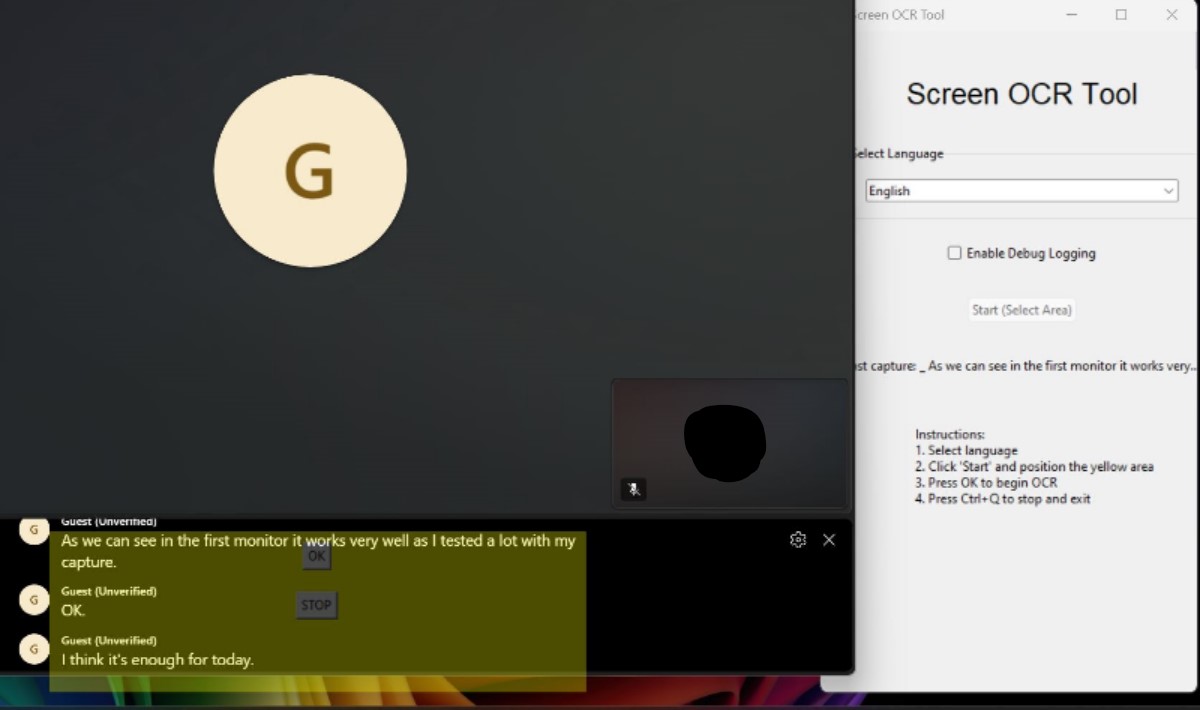 G
G
Guest (Unverified)
As we can see in the first monitor it works very well as I tested a lot with my
capture.
OK
G
Guest (Unverified)
OK.
STOP
G
Guest (Unverified)
I think it's enough for today.
creen OCR Tool
Screen OCR Tool
Select Language
English
Enable Debug Logging
Start (Select Area)
st capture: _ As we can see in the first monitor it works very...
Instructions:
1. Select language
2. Click 'Start' and position the yellow area
3. Press OK to begin OCR
4. Press Ctrl+Q to stop and exit